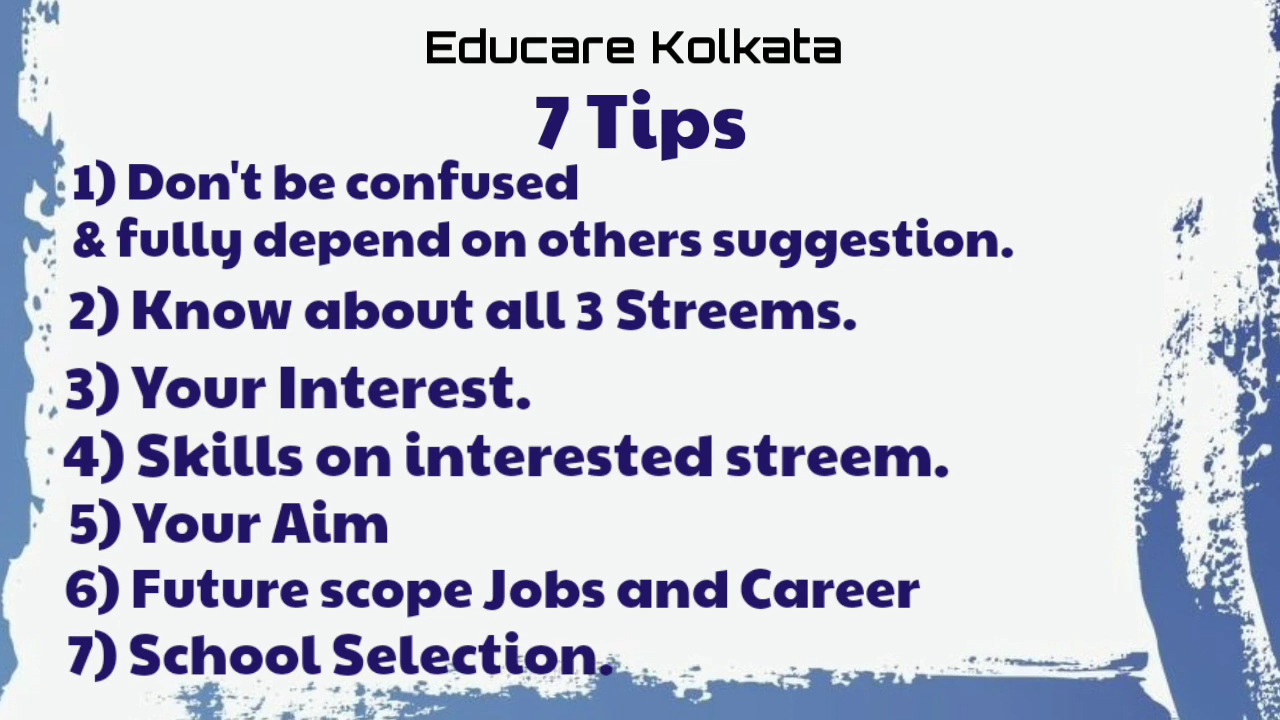 Educare Kolkata
7 Tips
1) Don't be confused
& fully depend on others suggestion.
2) Know about all 3 Streems.
3) Your Interest.
4) Skills on interested streem.
5) Your Aim
6) Future scope Jobs and Career
7) School Selection.